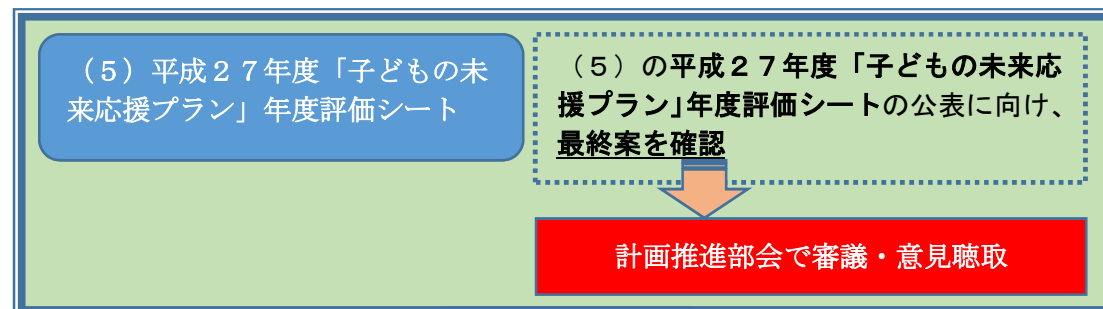 （５）平成２７年度「子どもの未
来応援プラン」年度評価シート
（５）の平成２７年度「子どもの未来応
援プラン」年度評価シートの公表に向け、
最終案を確認
計画推進部会で審議・意見聴取